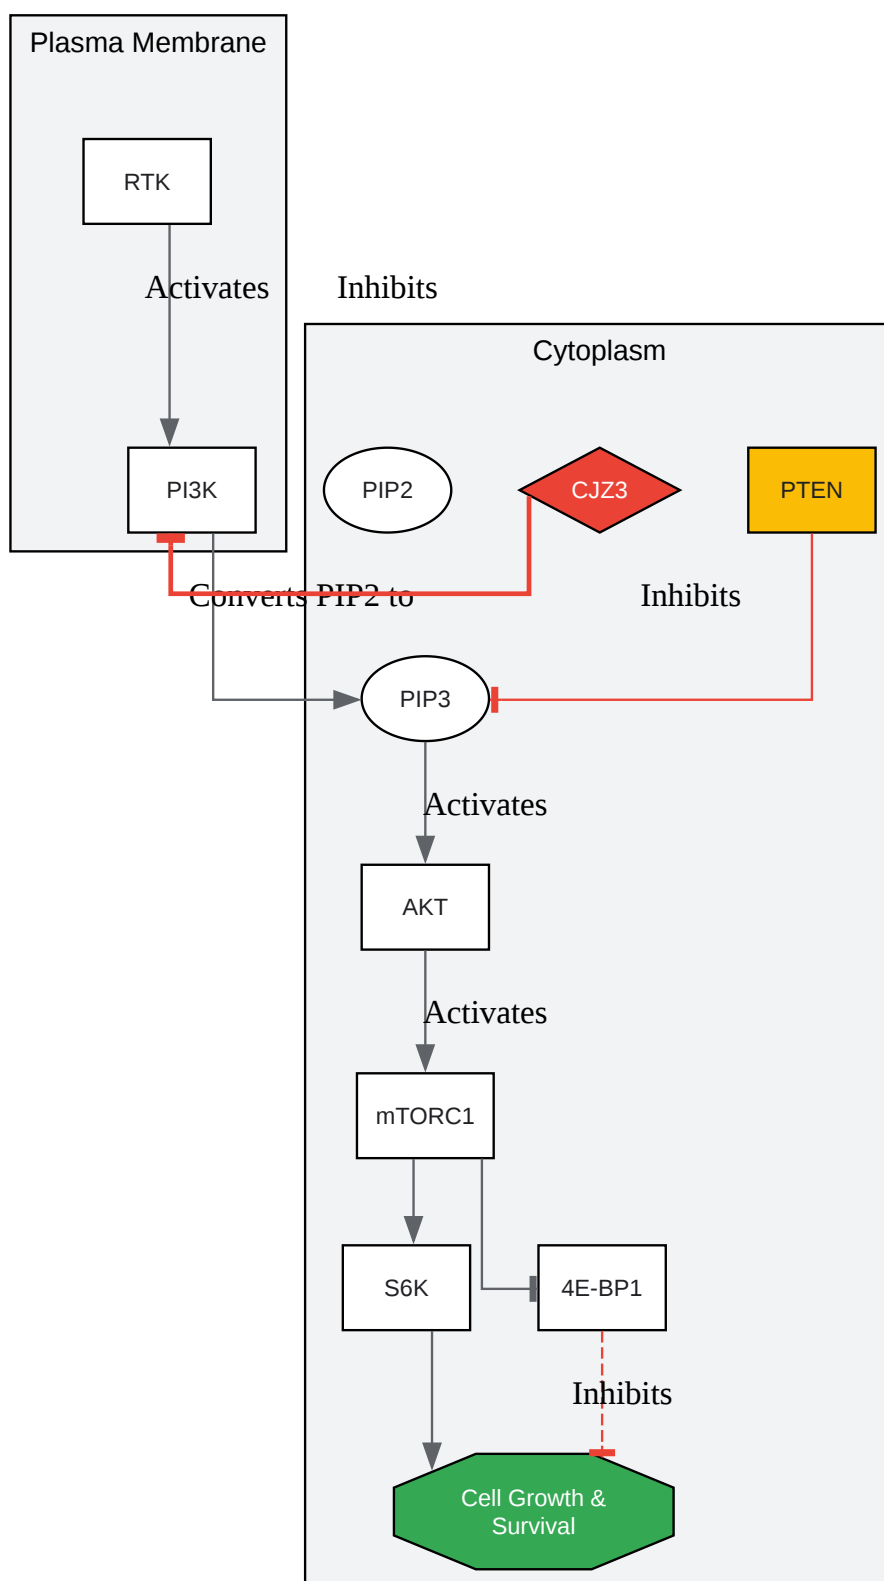 Plasma Membrane
RTK
Activates
Inhibits
Cytoplasm
PI3K
PIP2
CJZ3
PTEN
Converts PIP2 to
Inhibits
PIP3
Activates
AKT
Activates
mTORC1
S6K
4E-BP1
Inhibits
Cell Growth &
Survival